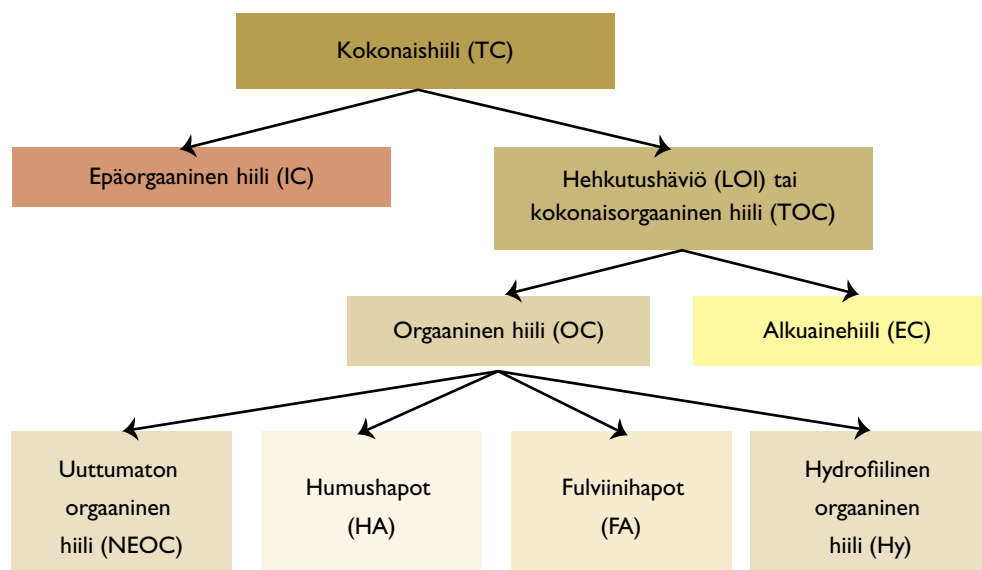 Kokonaishiili (TC)
Epäorgaaninen hiili (IC)
Hehkutushäviö (LOI) tai
kokonaisorgaaninen hiili (TOC)
Orgaaninen hiili (OC)
Alkuainehiili (EC)
Uuttumaton
orgaaninen
hiili (NEOC)
Humushapot
(HA)
Fulviinihapot
(FA)
Hydrofiilinen
orgaaninen
hiili (Hy)